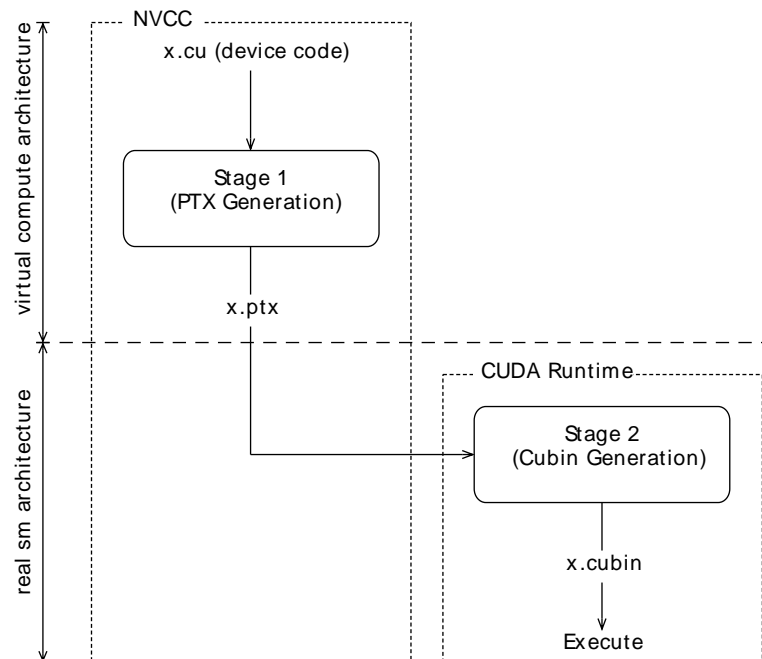 NVCC
x.cu (device code)
virtual compute architecture
Stage 1
(PTX Generation)
x.ptx
real sm architecture
CUDA Runtime
Stage 2
(Cubin Generation)
x.cubin
Execute